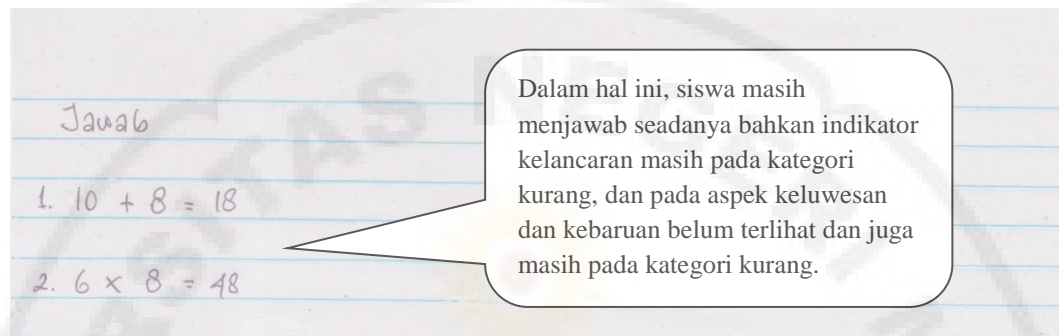 Jawab
1. 10 + 8 = 18
2. 6 x 8 = 48
Dalam hal ini, siswa masih
menjawab seadanya bahkan indikator
kelancaran masih pada kategori
kurang, dan pada aspek keluwesan
dan kebaruan belum terlihat dan juga
masih pada kategori kurang.